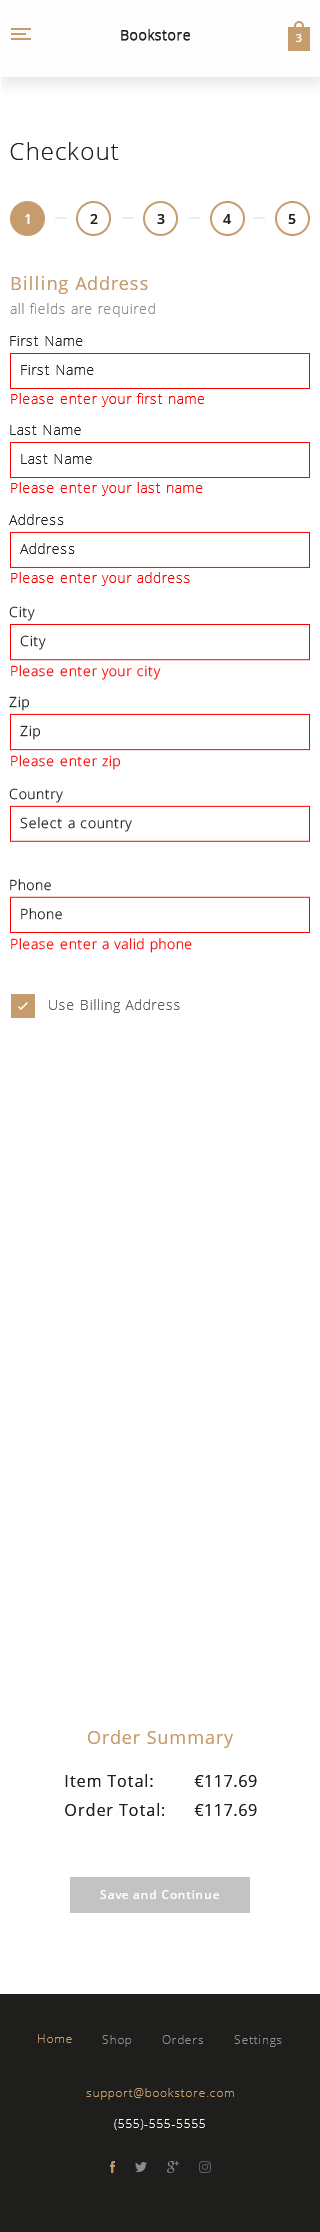 Bookstore
3
Checkout
1 2 3 4 5
Billing Address
all fields are required
First Name
First Name
Please enter your first name
Last Name
Last Name
Please enter your last name
Address
Address
Please enter your address
City
City
Please enter your city
Zip
Zip
Please enter zip
Country
Select a country
Phone
Phone
Please enter a valid phone
Use Billing Address
Order Summary
Item Total: €117.69
Order Total: €117.69
Save and Continue
Home Shop Orders Settings
support@bookstore.com
(555)-555-5555